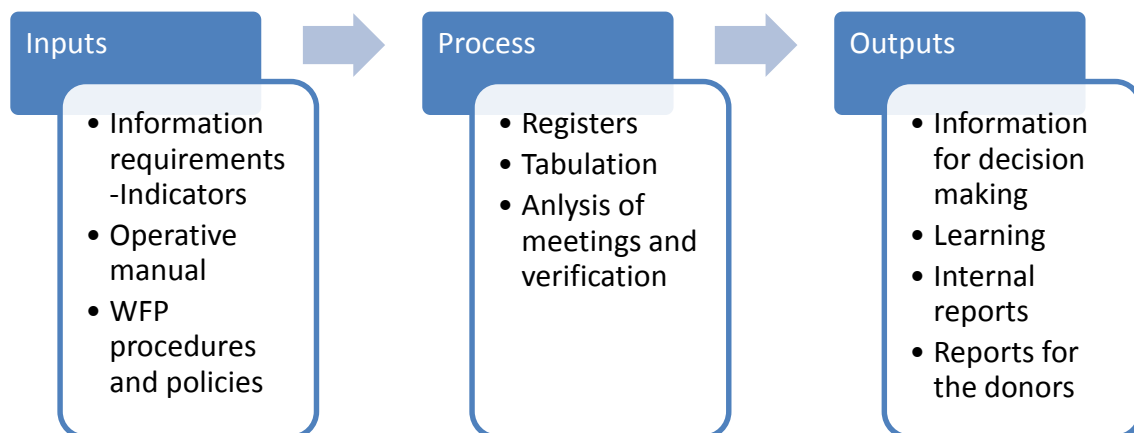 Inputs
• Information
requirements
-Indicators
• Operative
manual
• WFP
procedures
and policies
Process
• Registers
• Tabulation
• Anlysis of
meetings and
verification
Outputs
• Information
for decision
making
• Learning
• Internal
reports
• Reports for
the donors